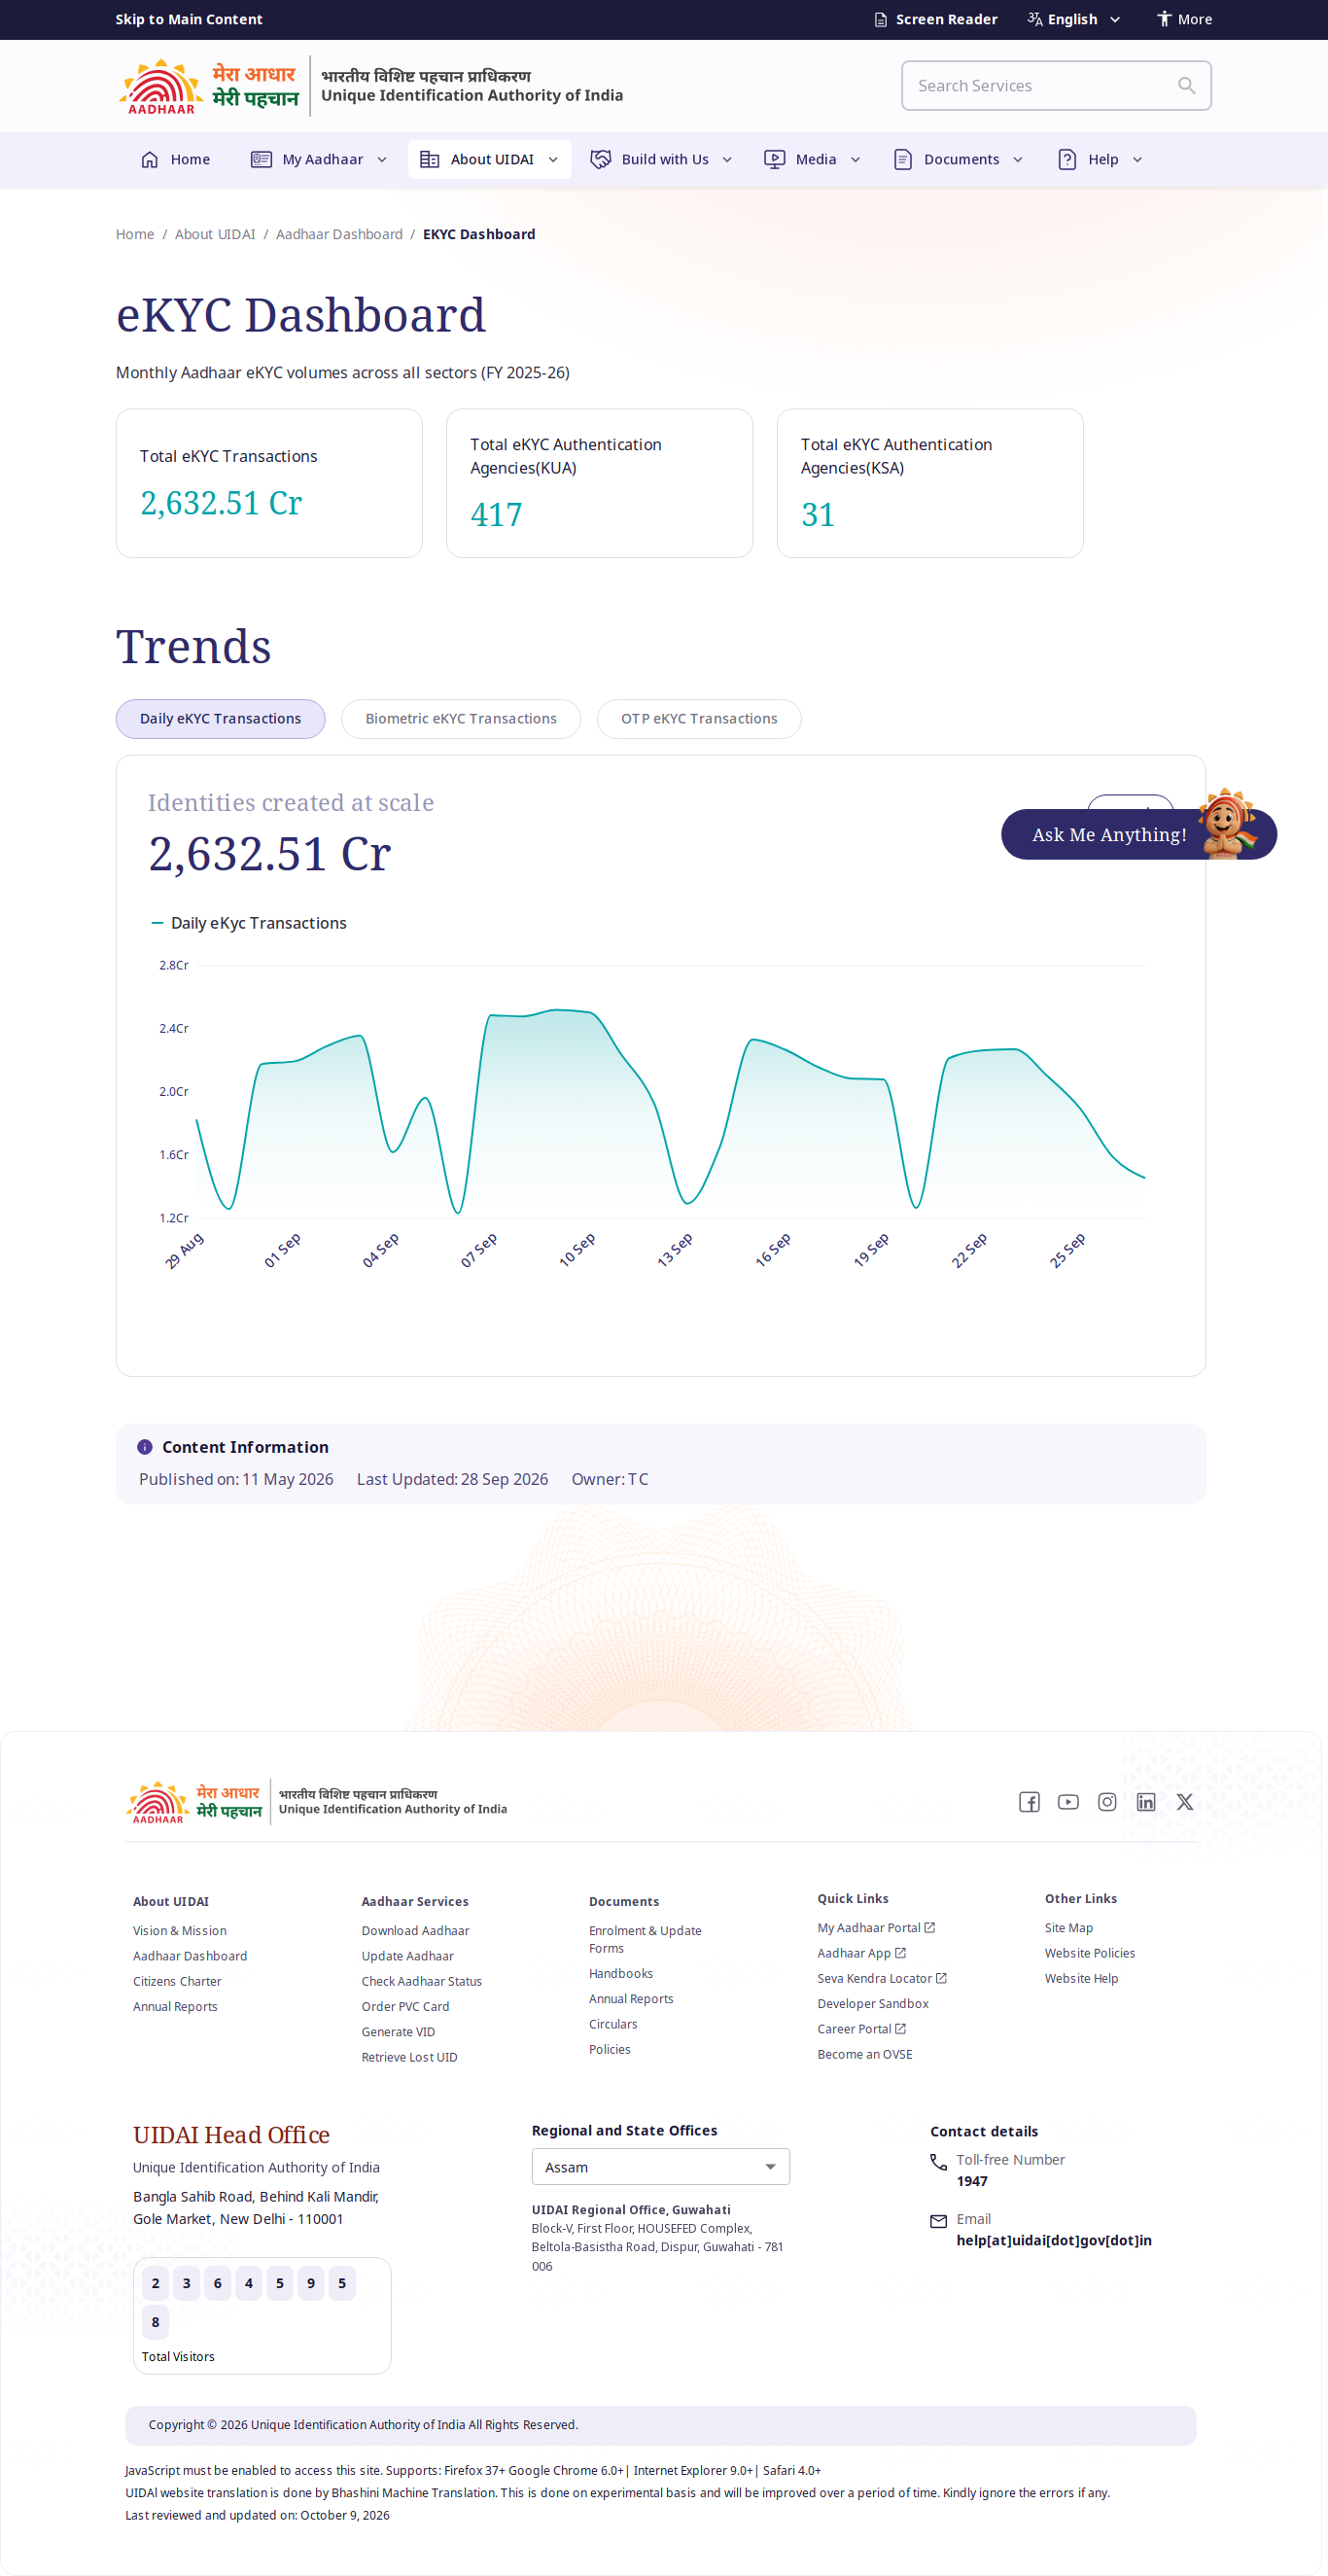 Skip to Main Content
Screen Reader
English
More
AADHAAR
मेरा आधार
मेरी पहचान
भारतीय विशिष्ट पहचान प्राधिकरण
Unique Identification Authority of India
Search Services
Home
My Aadhaar
About UIDAI
Build with Us
Media
Documents
Help
Home / About UIDAI / Aadhaar Dashboard / EKYC Dashboard
eKYC Dashboard
Monthly Aadhaar eKYC volumes across all sectors (FY 2025-26)
Total eKYC Transactions
2,632.51 Cr
Total eKYC Authentication
Agencies(KUA)
417
Total eKYC Authentication
Agencies(KSA)
31
Trends
Daily eKYC Transactions
Biometric eKYC Transactions
OTP eKYC Transactions
Identities created at scale
2,632.51 Cr
Ask Me Anything!
Daily eKyc Transactions
2.8Cr
2.4Cr
2.0Cr
1.6Cr
1.2Cr
29 Aug
01 Sep
04 Sep
07 Sep
10 Sep
13 Sep
16 Sep
19 Sep
22 Sep
25 Sep
Content Information
Published on: 11 May 2026
Last Updated: 28 Sep 2026
Owner: TC
AADHAAR
मेरा आधार
मेरी पहचान
भारतीय विशिष्ट पहचान प्राधिकरण
Unique Identification Authority of India
About UIDAI
Vision & Mission
Aadhaar Dashboard
Citizens Charter
Annual Reports
Aadhaar Services
Download Aadhaar
Update Aadhaar
Check Aadhaar Status
Order PVC Card
Generate VID
Retrieve Lost UID
Documents
Enrolment & Update
Forms
Handbooks
Annual Reports
Circulars
Policies
Quick Links
My Aadhaar Portal
Aadhaar App
Seva Kendra Locator
Developer Sandbox
Career Portal
Become an OVSE
Other Links
Site Map
Website Policies
Website Help
UIDAI Head Office
Unique Identification Authority of India
Bangla Sahib Road, Behind Kali Mandir,
Gole Market, New Delhi - 110001
2 3 6 4 5 9 5
8
Total Visitors
Regional and State Offices
Assam
UIDAI Regional Office, Guwahati
Block-V, First Floor, HOUSEFED Complex,
Beltola-Basistha Road, Dispur, Guwahati - 781
006
Contact details
Toll-free Number
1947
Email
help[at]uidai[dot]gov[dot]in
Copyright © 2026 Unique Identification Authority of India All Rights Reserved.
JavaScript must be enabled to access this site. Supports: Firefox 37+ Google Chrome 6.0+| Internet Explorer 9.0+| Safari 4.0+
UIDAI website translation is done by Bhashini Machine Translation. This is done on experimental basis and will be improved over a period of time. Kindly ignore the errors if any.
Last reviewed and updated on: October 9, 2026